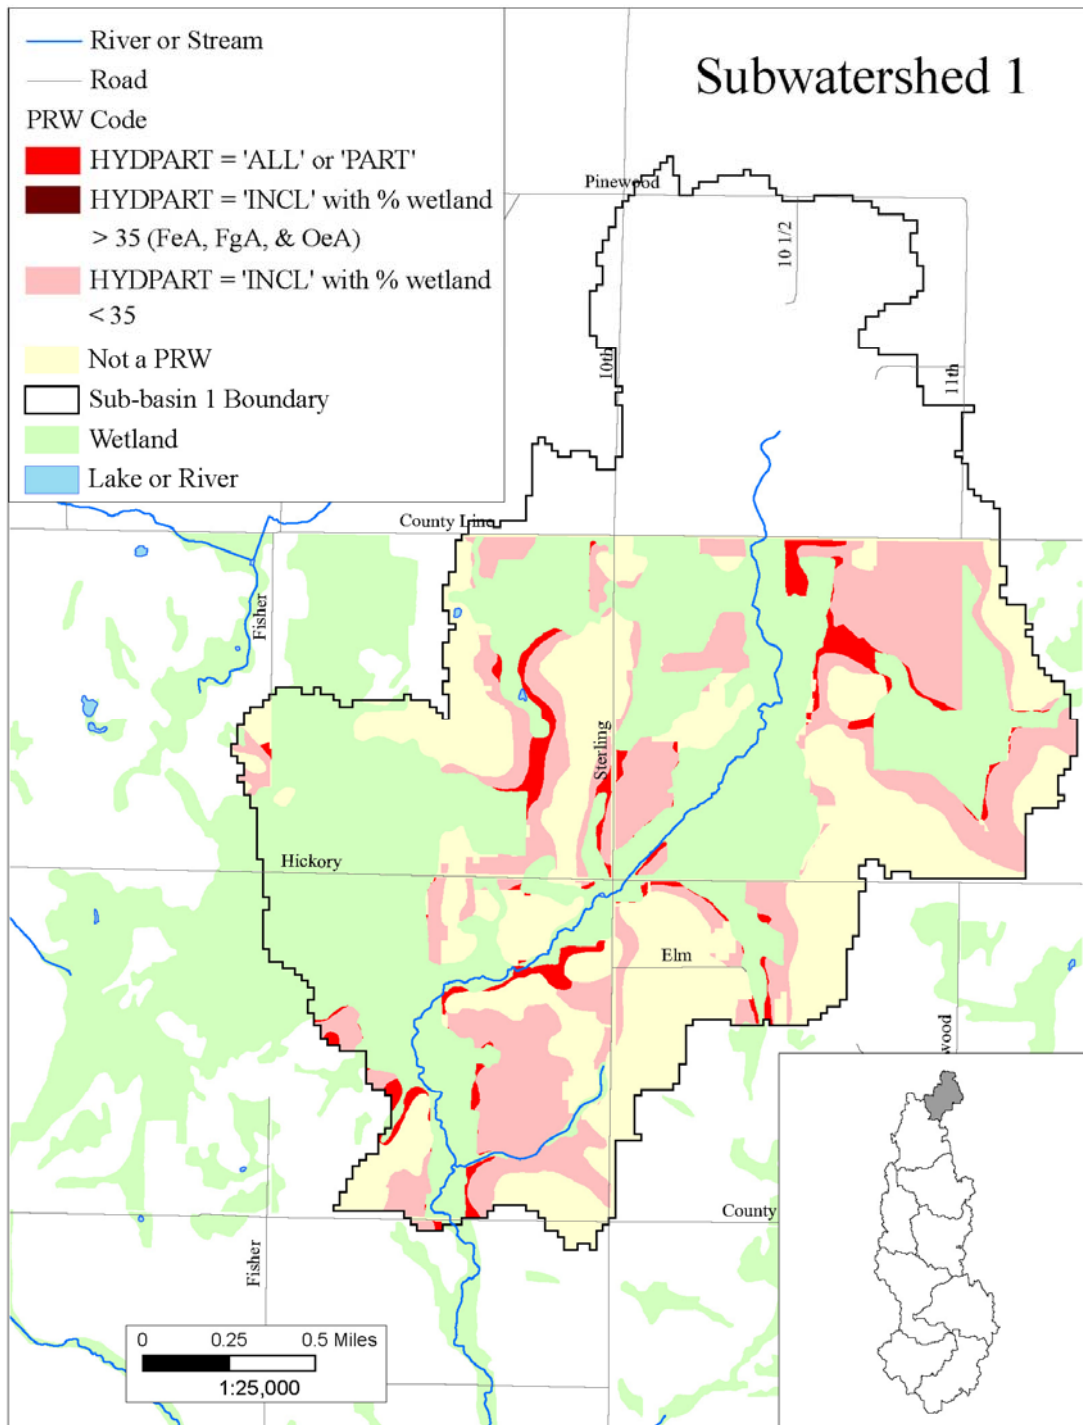 Subwatershed 1
River or Stream
Road
PRW Code
HYDPART = 'ALL' or 'PART'
HYDPART = 'INCL' with % wetland
> 35 (FeA, FgA, & OeA)
HYDPART = 'INCL' with % wetland
< 35
Not a PRW
Sub-basin 1 Boundary
Wetland
Lake or River
Pinewood
10 1/2
10th
11th
County Line
Fisher
Sterling
Hickory
Elm
wood
County
Fisher
0 0.25 0.5 Miles
1:25,000